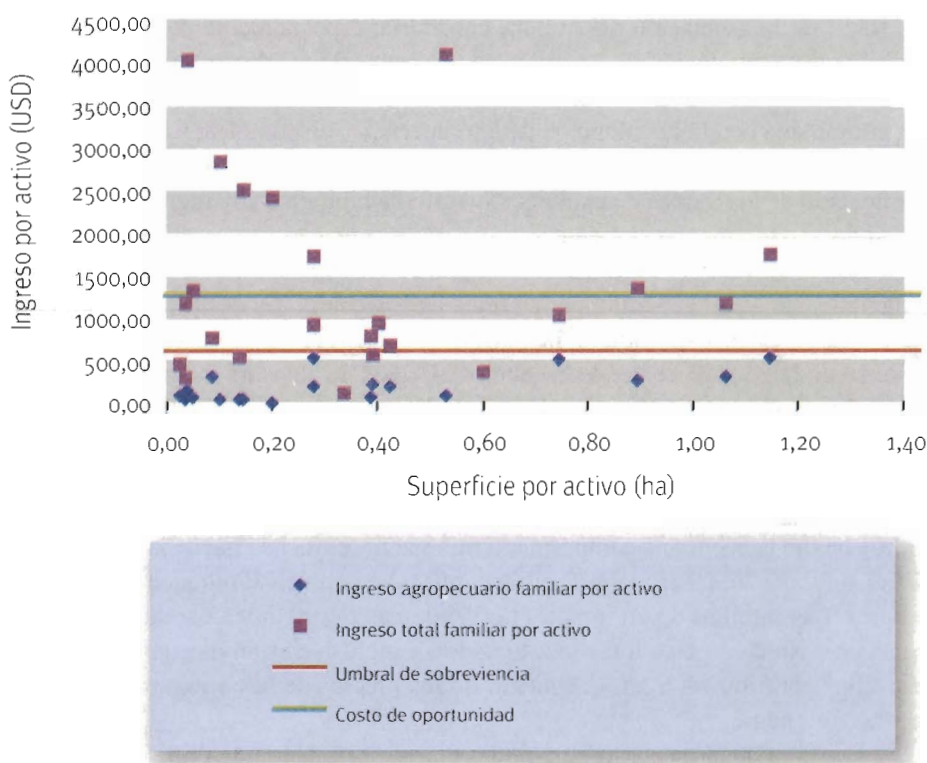 Ingreso por activo (USD)
4500,00
4000,00
3500,00
3000,00
2500,00
2000,00
1500,00
1000,00
500,00
0,00
0,00 0,20 0,40 0,60 0,80 1,00 1,20 1,40
Superficie por activo (ha)
Ingreso agropecuario familiar por activo
Ingreso total familiar por activo
Umbral de sobreviencia
Costo de oportunidad